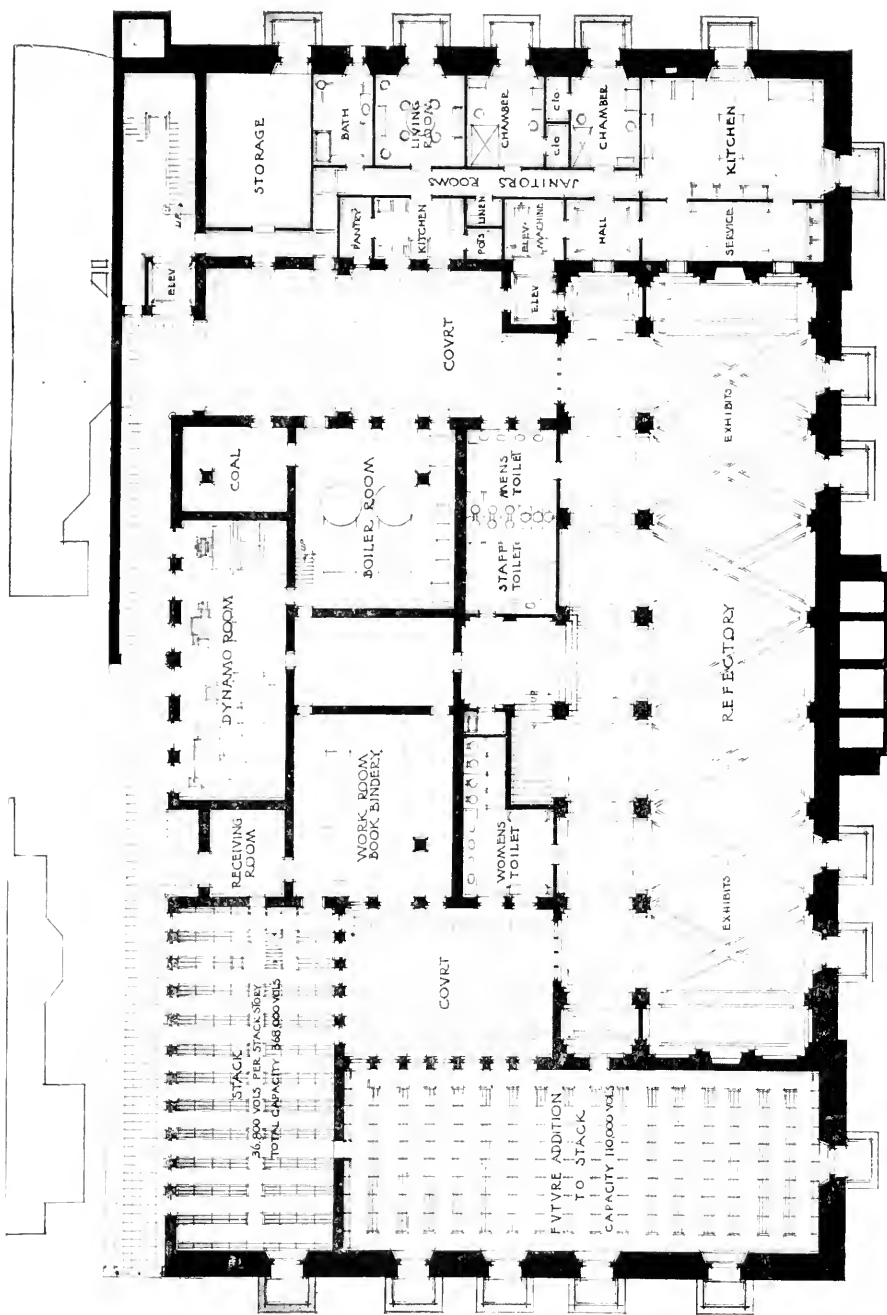 STORAGE
BATH
LIVING
ROOM
CHAMBER
CLO
CLO
CHAMBER
KITCHEN
UP
JANITORS ROOMS
PANTRY
KITCHEN
POTS
LINEN
ELEV.
MACHINE
HALL
SERVICE
ELEV
ELEV
COVRT
COAL
BOILER ROOM
UP
MENS
TOILET
STAFF
TOILET
EXHIBITS
DYNAMO ROOM
REFECTORY
UP
RECEIVING
ROOM
WORK ROOM
BOOK BINDERY
WOMENS
TOILET
EXHIBITS
STACK
36,800 VOLS PER STACK STORY
TOTAL CAPACITY 368,000 VOLS
COVRT
FVTVRE ADDITION
TO STACK
CAPACITY 110,000 VOLS